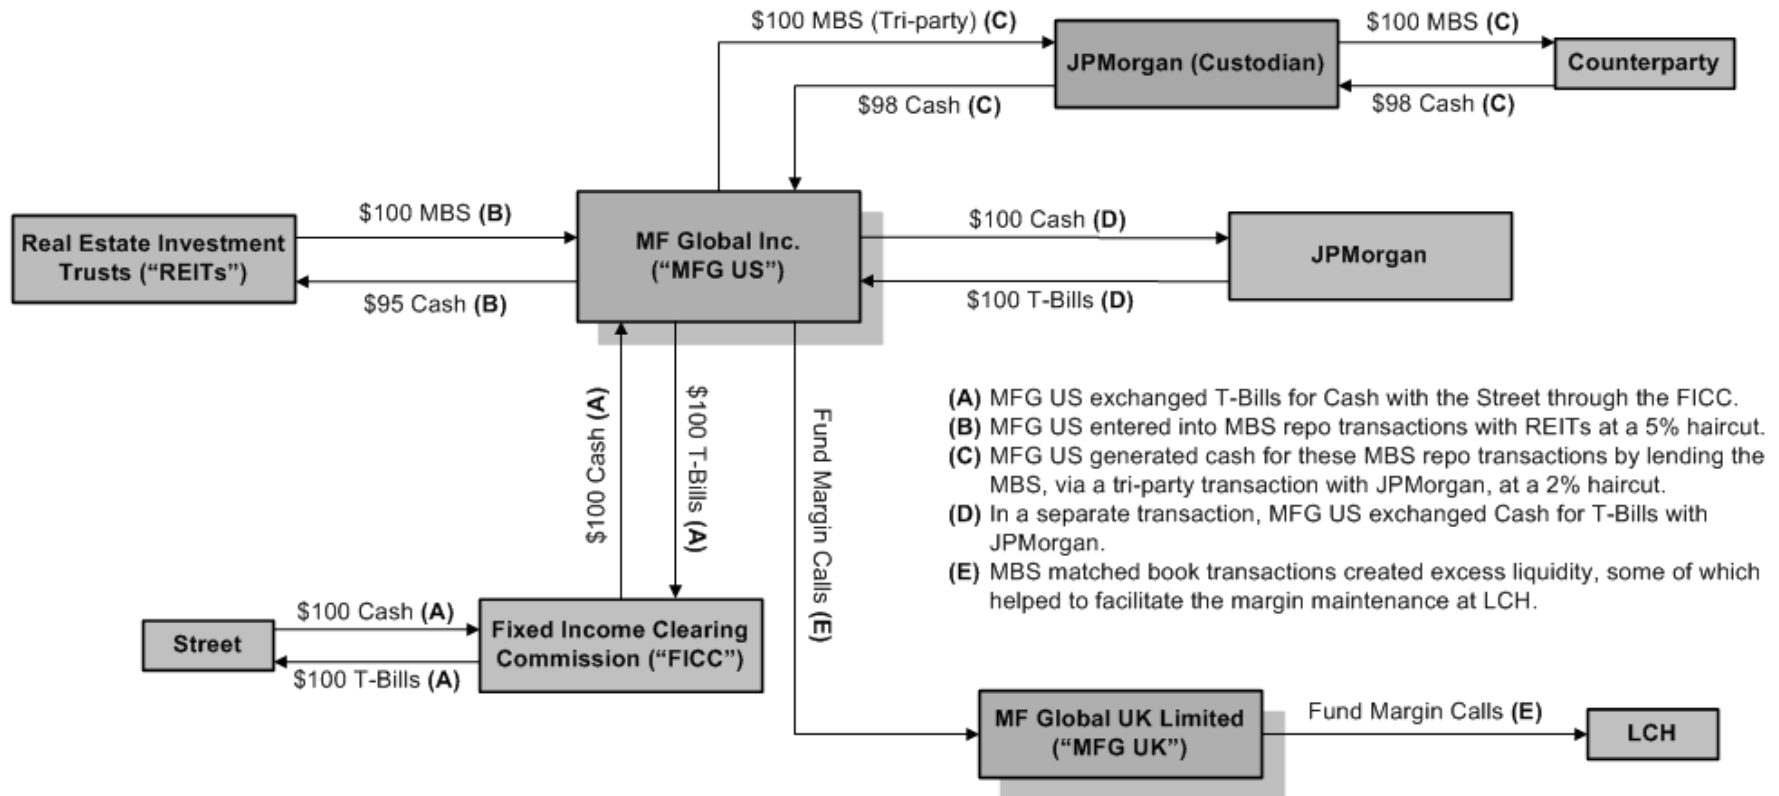 $100 MBS (Tri-party) (C)
$100 MBS (C)
JPMorgan (Custodian)
Counterparty
$98 Cash (C)
$98 Cash (C)
$100 MBS (B)
Real Estate Investment
Trusts (“REITs”)
$95 Cash (B)
MF Global Inc.
(“MFG US”)
$100 Cash (D)
JPMorgan
$100 T-Bills (D)
$100 Cash (A)
$100 T-Bills (A)
Fund Margin Calls (E)
(A) MFG US exchanged T-Bills for Cash with the Street through the FICC.
(B) MFG US entered into MBS repo transactions with REITs at a 5% haircut.
(C) MFG US generated cash for these MBS repo transactions by lending the
MBS, via a tri-party transaction with JPMorgan, at a 2% haircut.
(D) In a separate transaction, MFG US exchanged Cash for T-Bills with
JPMorgan.
(E) MBS matched book transactions created excess liquidity, some of which
helped to facilitate the margin maintenance at LCH.
$100 Cash (A)
Street
$100 T-Bills (A)
Fixed Income Clearing
Commission (“FICC”)
MF Global UK Limited
(“MFG UK”)
Fund Margin Calls (E)
LCH